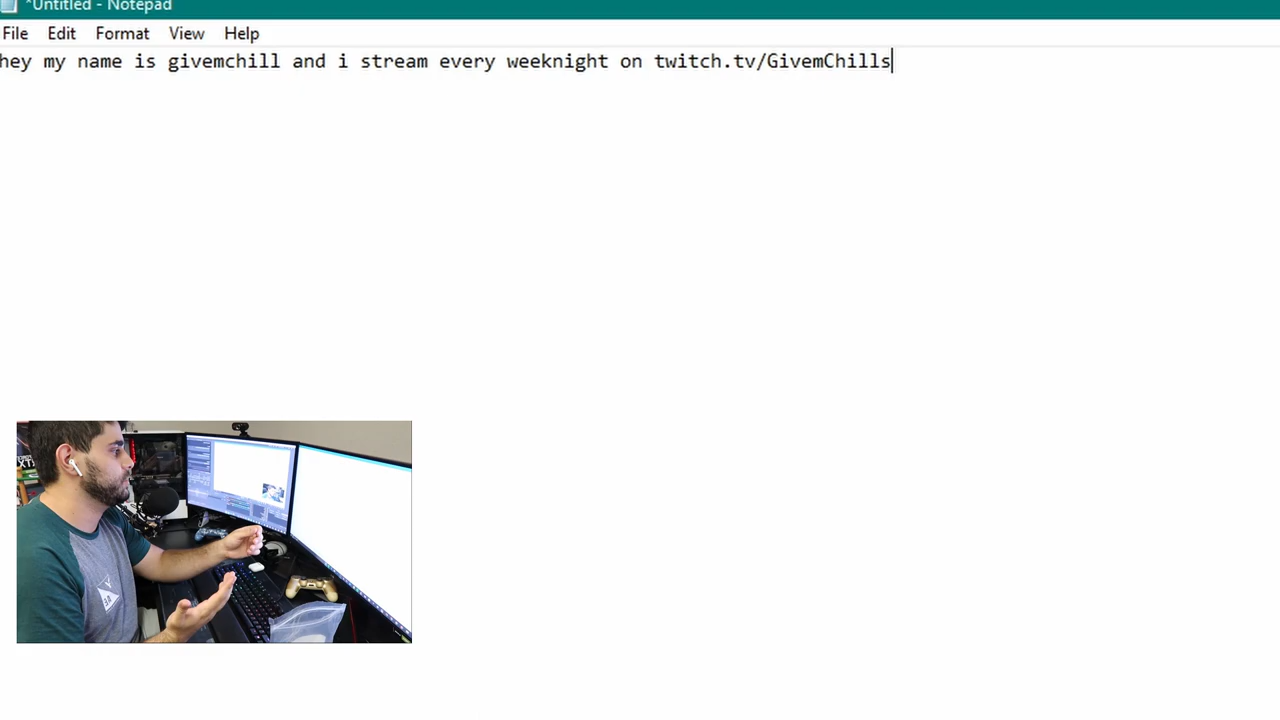 *Untitled - Notepad
File Edit Format View Help
hey my name is givemchill and i stream every weeknight on twitch.tv/GivemChills